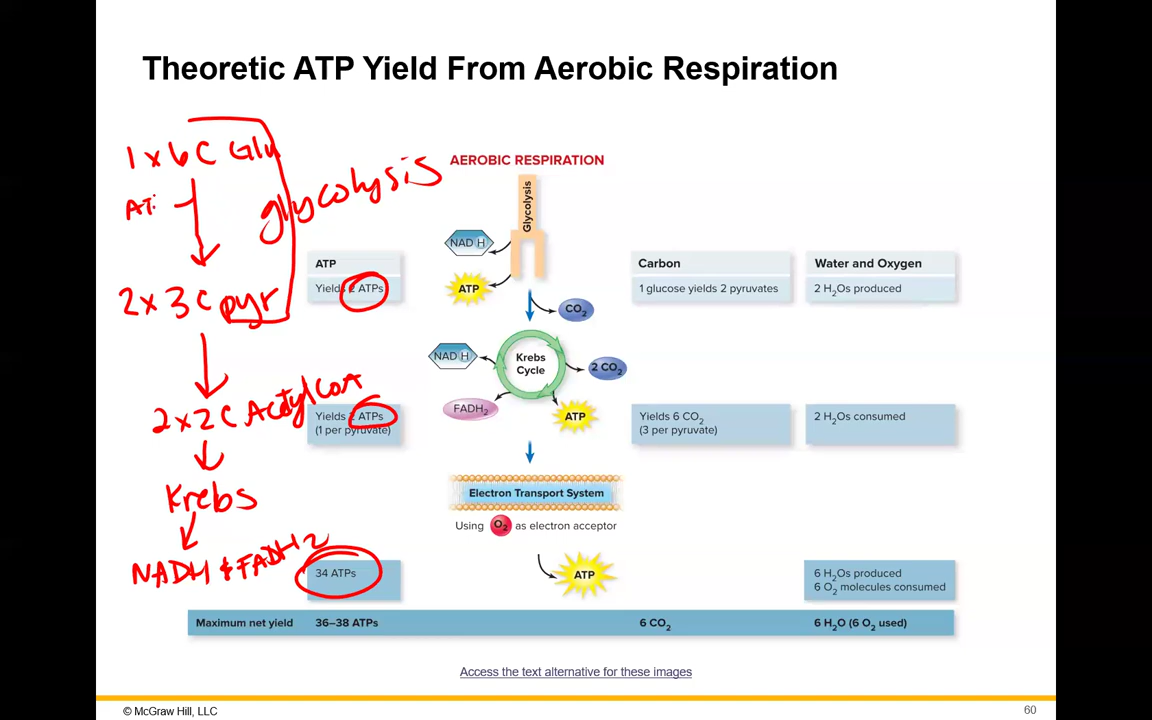 Theoretic ATP Yield From Aerobic Respiration
1 x 6C Glu
glycolysis
2 x 3C pyr
2 x 2C Acetyl CoA
Krebs
NADH & FADH2
AEROBIC RESPIRATION
Glycolysis
NAD H
ATP
CO2
ATP
Yields 2 ATPs
Carbon
1 glucose yields 2 pyruvates
Water and Oxygen
2 H2Os produced
Krebs
Cycle
NAD H
2 CO2
FADH2
ATP
Yields 2 ATPs
(1 per pyruvate)
Yields 6 CO2
(3 per pyruvate)
2 H2Os consumed
Electron Transport System
Using O2 as electron acceptor
ATP
34 ATPs
6 H2Os produced
6 O2 molecules consumed
Maximum net yield 36–38 ATPs 6 CO2 6 H2O (6 O2 used)
Access the text alternative for these images
© McGraw Hill, LLC 60